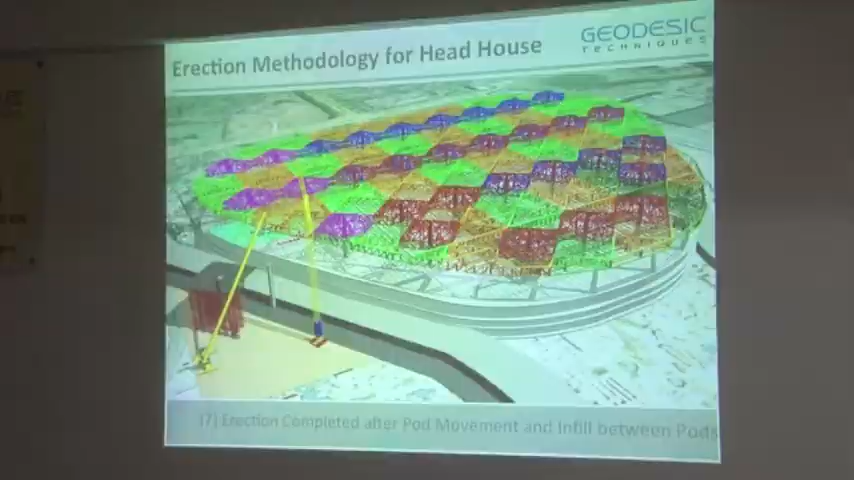 Erection Methodology for Head House
GEODESIC
TECHNIQUES
17) Erection Completed after Pod Movement and Infill between Pods